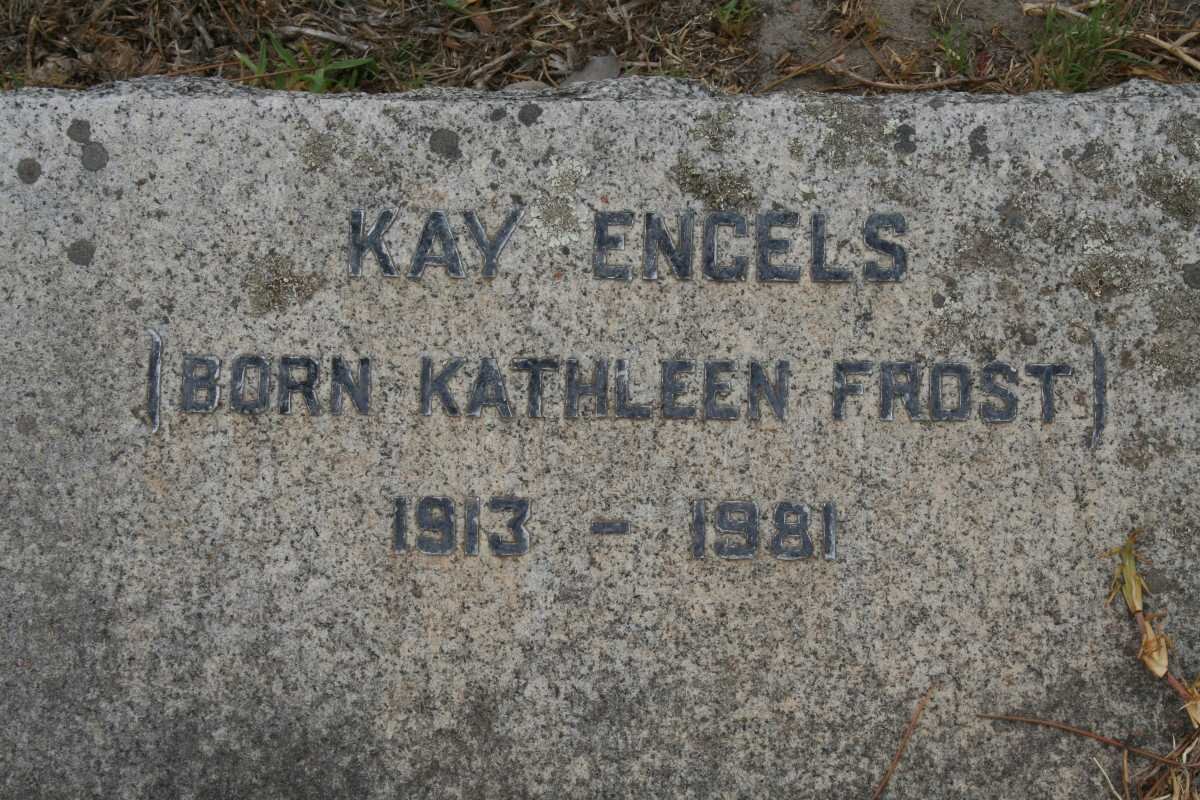 KAY ENGELS
(BORN KATHLEEN FROST)
1913 - 1981